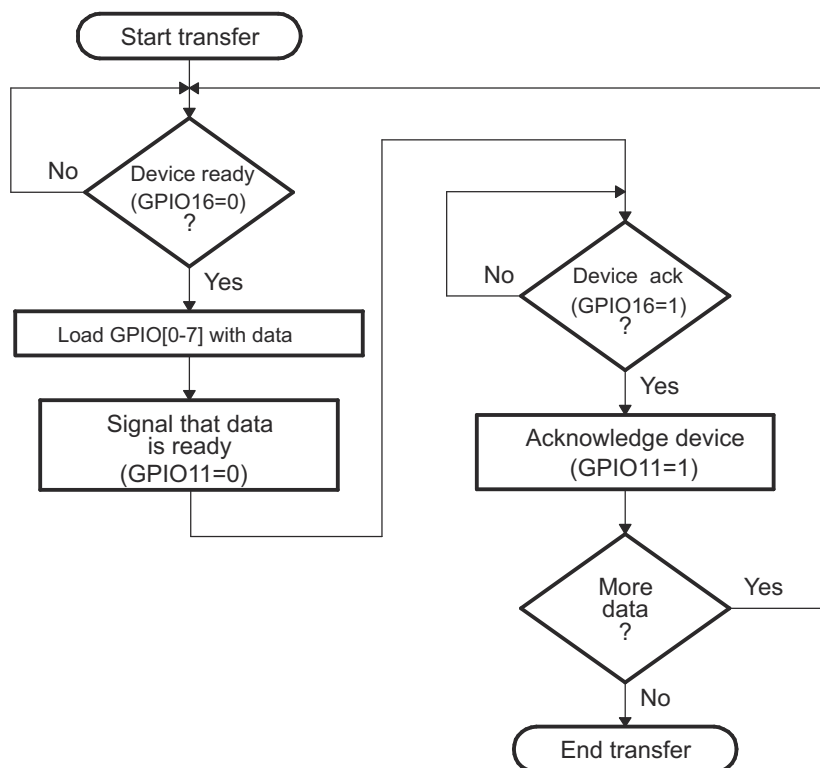 Start transfer
No
Device ready
(GPIO16=0)
?
Yes
Load GPIO[0-7] with data
Signal that data
is ready
(GPIO11=0)
No
Device ack
(GPIO16=1)
?
Yes
Acknowledge device
(GPIO11=1)
More
data
?
Yes
No
End transfer